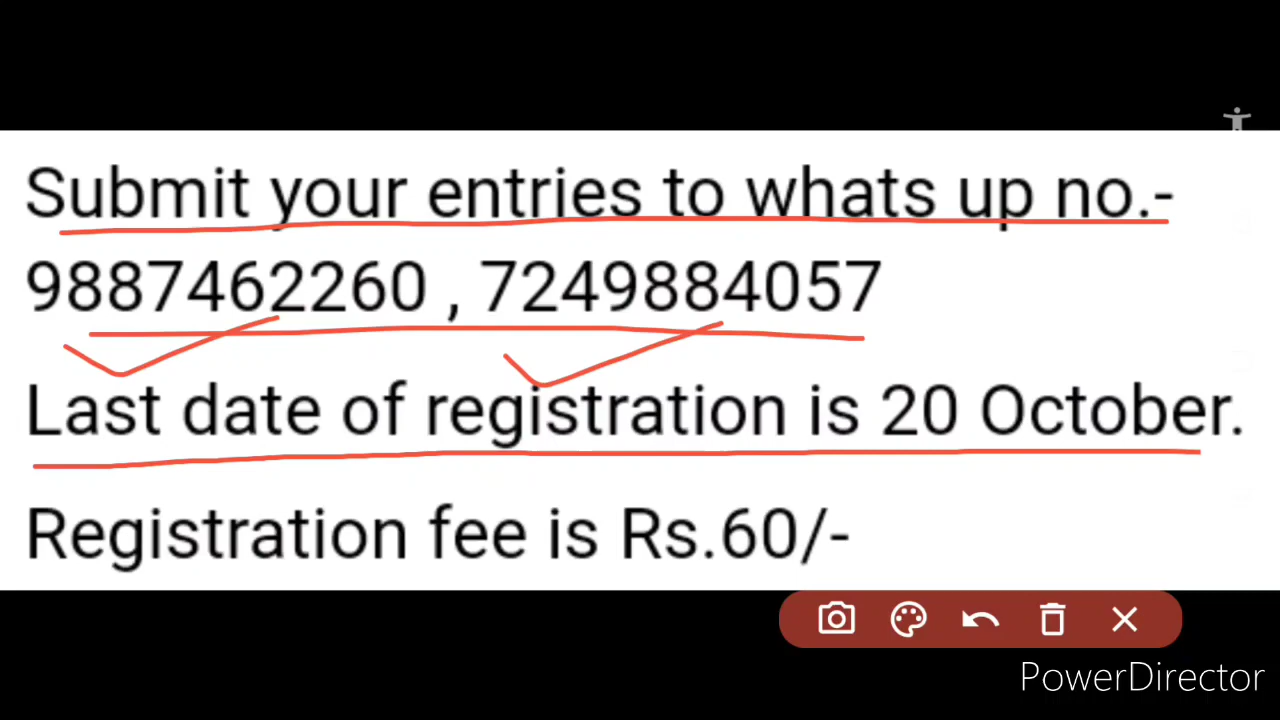 Submit your entries to whats up no.-
9887462260 , 7249884057
Last date of registration is 20 October.
Registration fee is Rs.60/-
PowerDirector